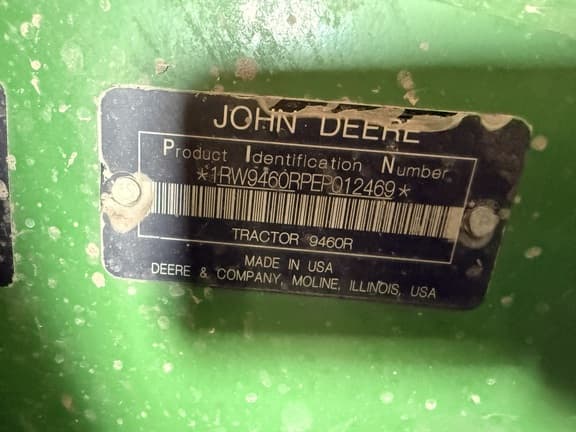 JOHN DEERE
Product Identification Number
*1RW9460RPEP012469*
TRACTOR 9460R
MADE IN USA
DEERE & COMPANY, MOLINE, ILLINOIS, USA